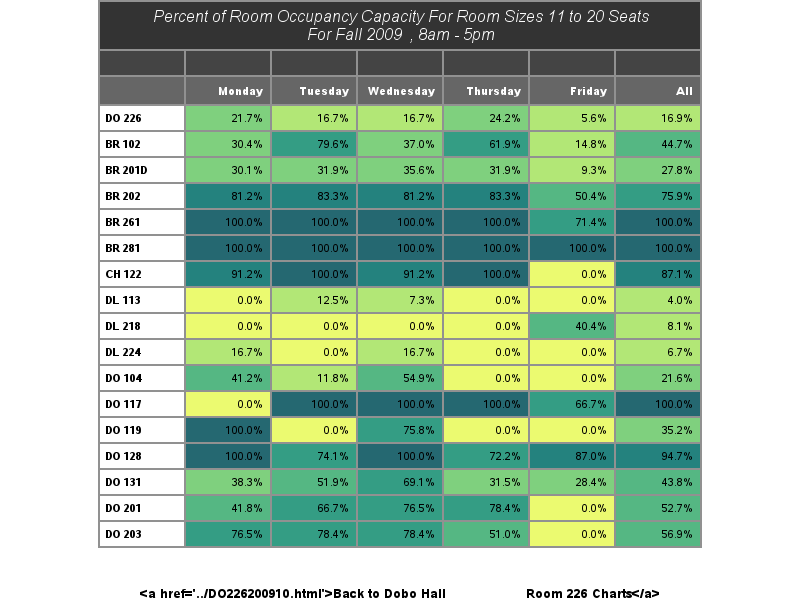 Percent of Room Occupancy Capacity For Room Sizes 11 to 20 Seats
For Fall 2009 , 8am - 5pm
Monday Tuesday Wednesday Thursday Friday All
DO 226 21.7% 16.7% 16.7% 24.2% 5.6% 16.9%
BR 102 30.4% 79.6% 37.0% 61.9% 14.8% 44.7%
BR 201D 30.1% 31.9% 35.6% 31.9% 9.3% 27.8%
BR 202 81.2% 83.3% 81.2% 83.3% 50.4% 75.9%
BR 261 100.0% 100.0% 100.0% 100.0% 71.4% 100.0%
BR 281 100.0% 100.0% 100.0% 100.0% 100.0% 100.0%
CH 122 91.2% 100.0% 91.2% 100.0% 0.0% 87.1%
DL 113 0.0% 12.5% 7.3% 0.0% 0.0% 4.0%
DL 218 0.0% 0.0% 0.0% 0.0% 40.4% 8.1%
DL 224 16.7% 0.0% 16.7% 0.0% 0.0% 6.7%
DO 104 41.2% 11.8% 54.9% 0.0% 0.0% 21.6%
DO 117 0.0% 100.0% 100.0% 100.0% 66.7% 100.0%
DO 119 100.0% 0.0% 75.8% 0.0% 0.0% 35.2%
DO 128 100.0% 74.1% 100.0% 72.2% 87.0% 94.7%
DO 131 38.3% 51.9% 69.1% 31.5% 28.4% 43.8%
DO 201 41.8% 66.7% 76.5% 78.4% 0.0% 52.7%
DO 203 76.5% 78.4% 78.4% 51.0% 0.0% 56.9%
<a href='../DO226200910.html'>Back to Dobo Hall Room 226 Charts</a>